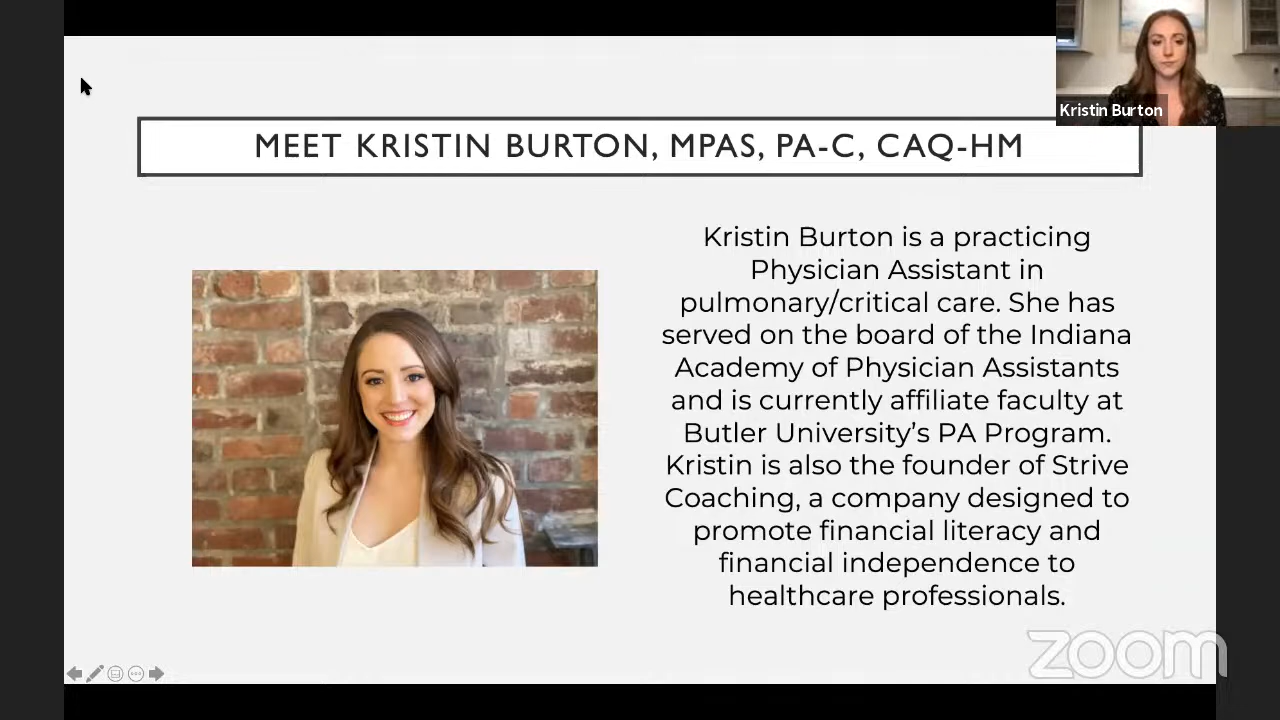 Kristin Burton
MEET KRISTIN BURTON, MPAS, PA-C, CAQ-HM
Kristin Burton is a practicing
Physician Assistant in
pulmonary/critical care. She has
served on the board of the Indiana
Academy of Physician Assistants
and is currently affiliate faculty at
Butler University’s PA Program.
Kristin is also the founder of Strive
Coaching, a company designed to
promote financial literacy and
financial independence to
healthcare professionals.
zoom